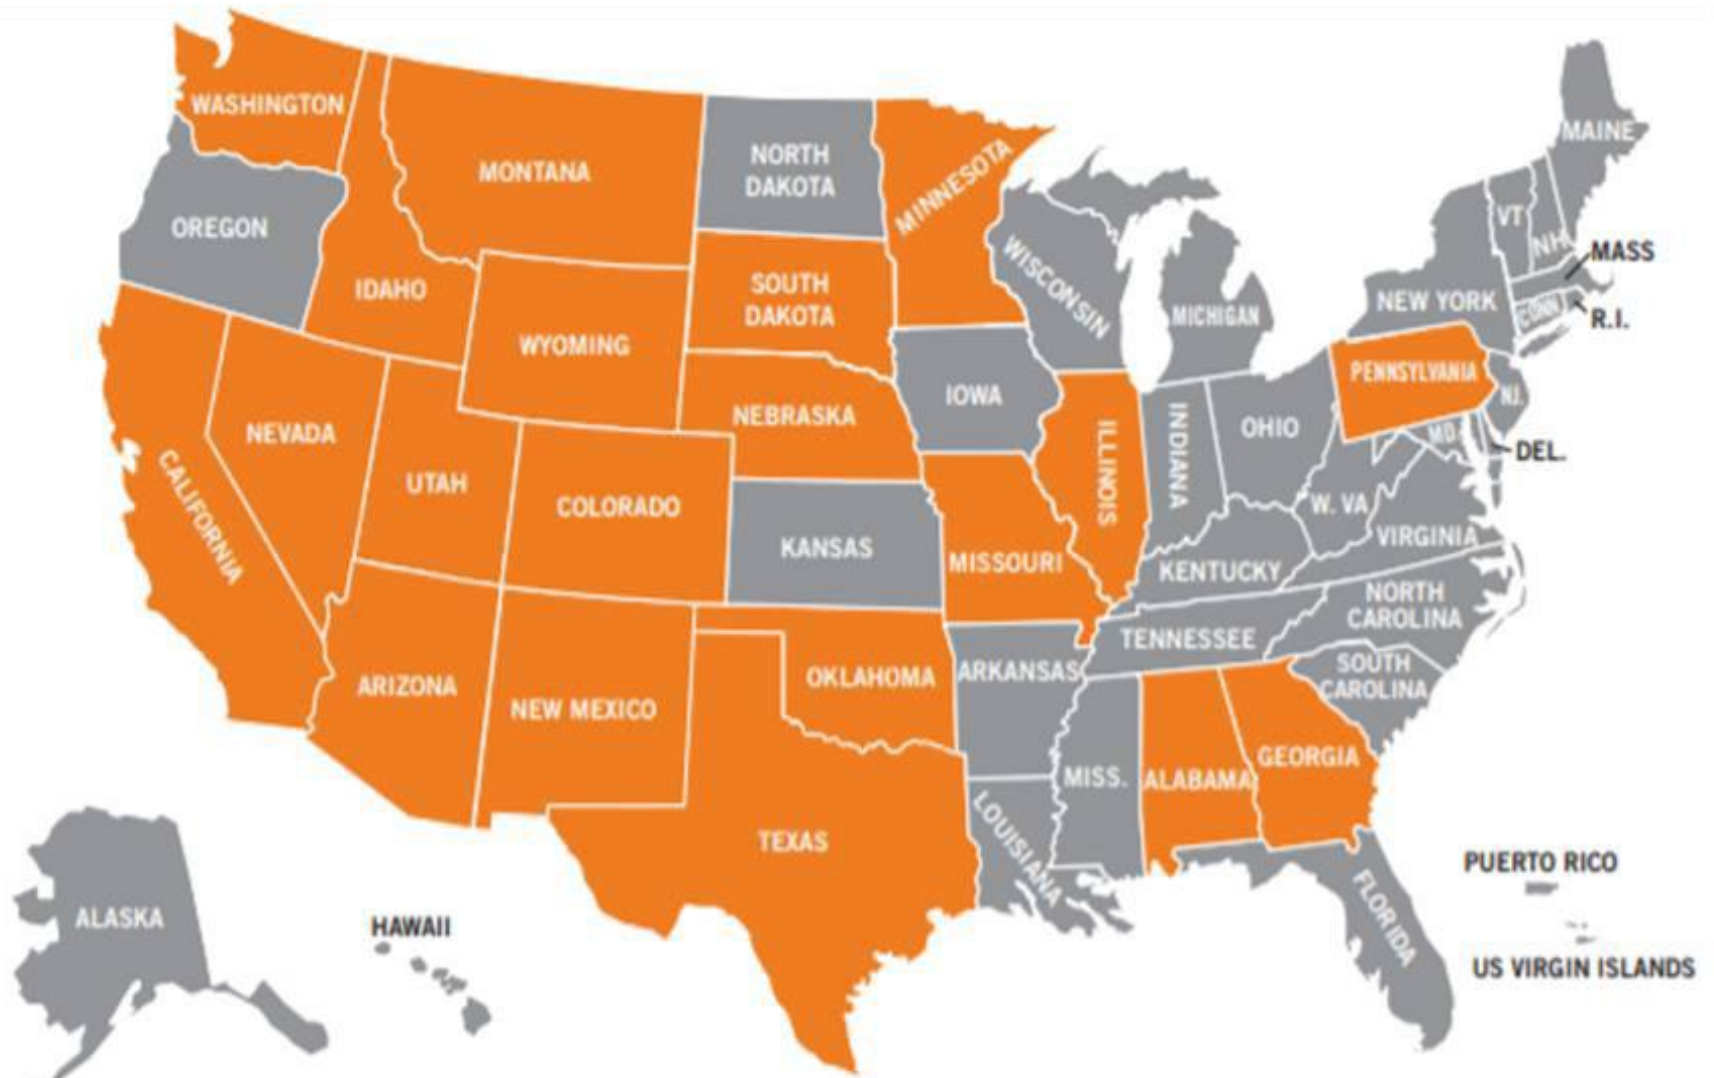 WASHINGTON
MONTANA
NORTH
DAKOTA
MINNESOTA
MAINE
OREGON
IDAHO
WYOMING
SOUTH
DAKOTA
WISCONSIN
MICHIGAN
NEW YORK
VT
NH
MASS
CONN
R.I.
CALIFORNIA
NEVADA
UTAH
COLORADO
NEBRASKA
IOWA
ILLINOIS
INDIANA
OHIO
PENNSYLVANIA
NJ.
MD.
DEL.
KANSAS
MISSOURI
KENTUCKY
W. VA
VIRGINIA
ARIZONA
NEW MEXICO
OKLAHOMA
ARKANSAS
TENNESSEE
NORTH
CAROLINA
SOUTH
CAROLINA
TEXAS
LOUISIANA
MISS.
ALABAMA
GEORGIA
FLORIDA
ALASKA
HAWAII
PUERTO RICO
US VIRGIN ISLANDS